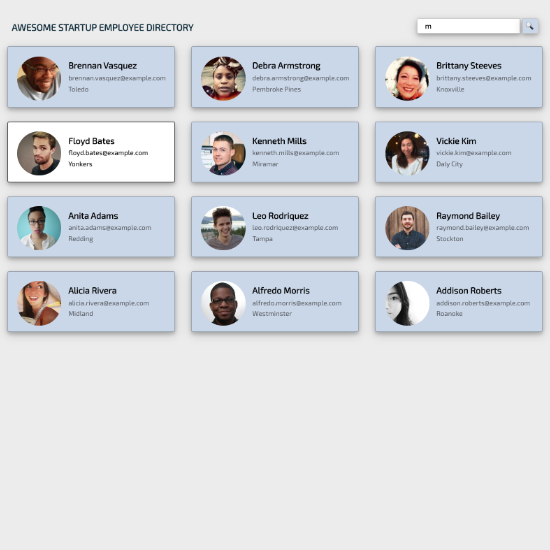 AWESOME STARTUP EMPLOYEE DIRECTORY
m
Brennan Vasquez
brennan.vasquez@example.com
Toledo
Debra Armstrong
debra.armstrong@example.com
Pembroke Pines
Brittany Steeves
brittany.steeves@example.com
Knoxville
Floyd Bates
floyd.bates@example.com
Yonkers
Kenneth Mills
kenneth.mills@example.com
Miramar
Vickie Kim
vickie.kim@example.com
Daly City
Anita Adams
anita.adams@example.com
Redding
Leo Rodriquez
leo.rodriquez@example.com
Tampa
Raymond Bailey
raymond.bailey@example.com
Stockton
Alicia Rivera
alicia.rivera@example.com
Midland
Alfredo Morris
alfredo.morris@example.com
Westminster
Addison Roberts
addison.roberts@example.com
Roanoke